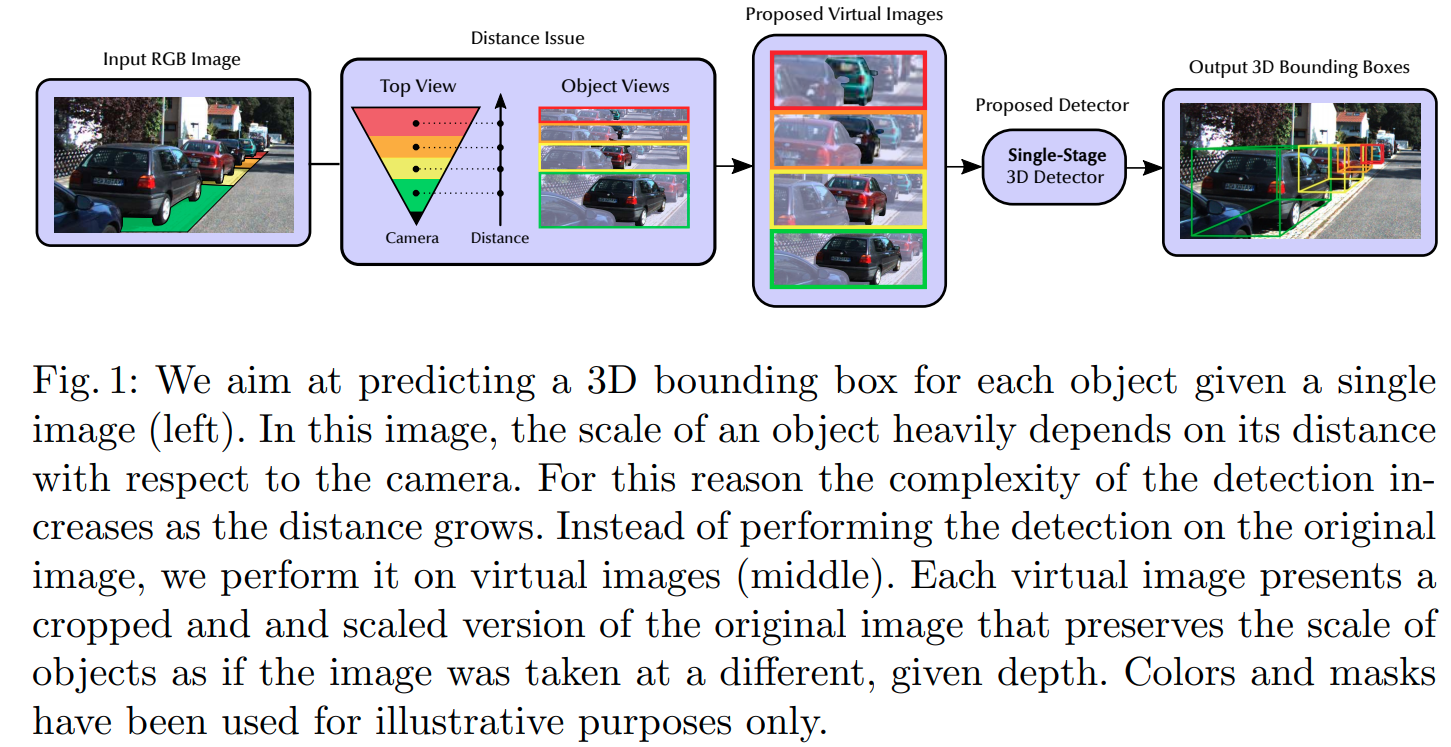 Proposed Virtual Images
Distance Issue
Input RGB Image
Output 3D Bounding Boxes
Top View
Object Views
Proposed Detector
Single-Stage
3D Detector
Camera
Distance
Fig. 1: We aim at predicting a 3D bounding box for each object given a single
image (left). In this image, the scale of an object heavily depends on its distance
with respect to the camera. For this reason the complexity of the detection in-
creases as the distance grows. Instead of performing the detection on the original
image, we perform it on virtual images (middle). Each virtual image presents a
cropped and and scaled version of the original image that preserves the scale of
objects as if the image was taken at a different, given depth. Colors and masks
have been used for illustrative purposes only.